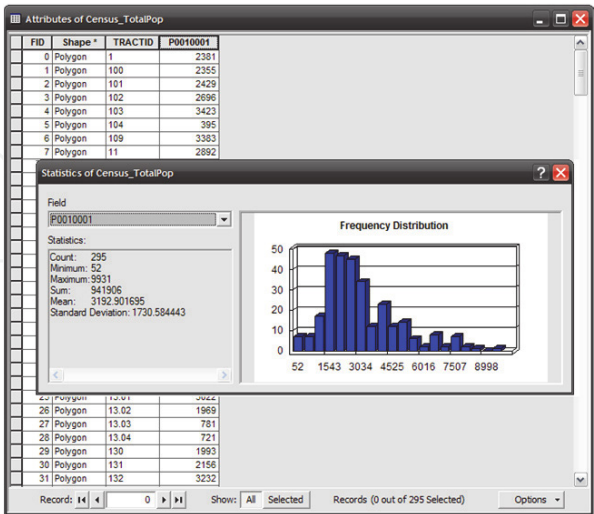 Attributes of Census_TotalPop
FID Shape * TRACTID P0010001
0 Polygon 1 2381
1 Polygon 100 2355
2 Polygon 101 2429
3 Polygon 102 2696
4 Polygon 103 3423
5 Polygon 104 395
6 Polygon 109 3383
7 Polygon 11 2892
Statistics of Census_TotalPop
Field
P0010001
Statistics:
Count: 295
Minimum: 52
Maximum: 9931
Sum: 941906
Mean: 3192.901695
Standard Deviation: 1730.584443
Frequency Distribution
50
40
30
20
10
0
52 1543 3034 4525 6016 7507 8998
26 Polygon 13.02 1969
27 Polygon 13.03 781
28 Polygon 13.04 721
29 Polygon 130 1993
30 Polygon 131 2156
31 Polygon 132 3232
Record: 0 Show: All Selected Records (0 out of 295 Selected) Options